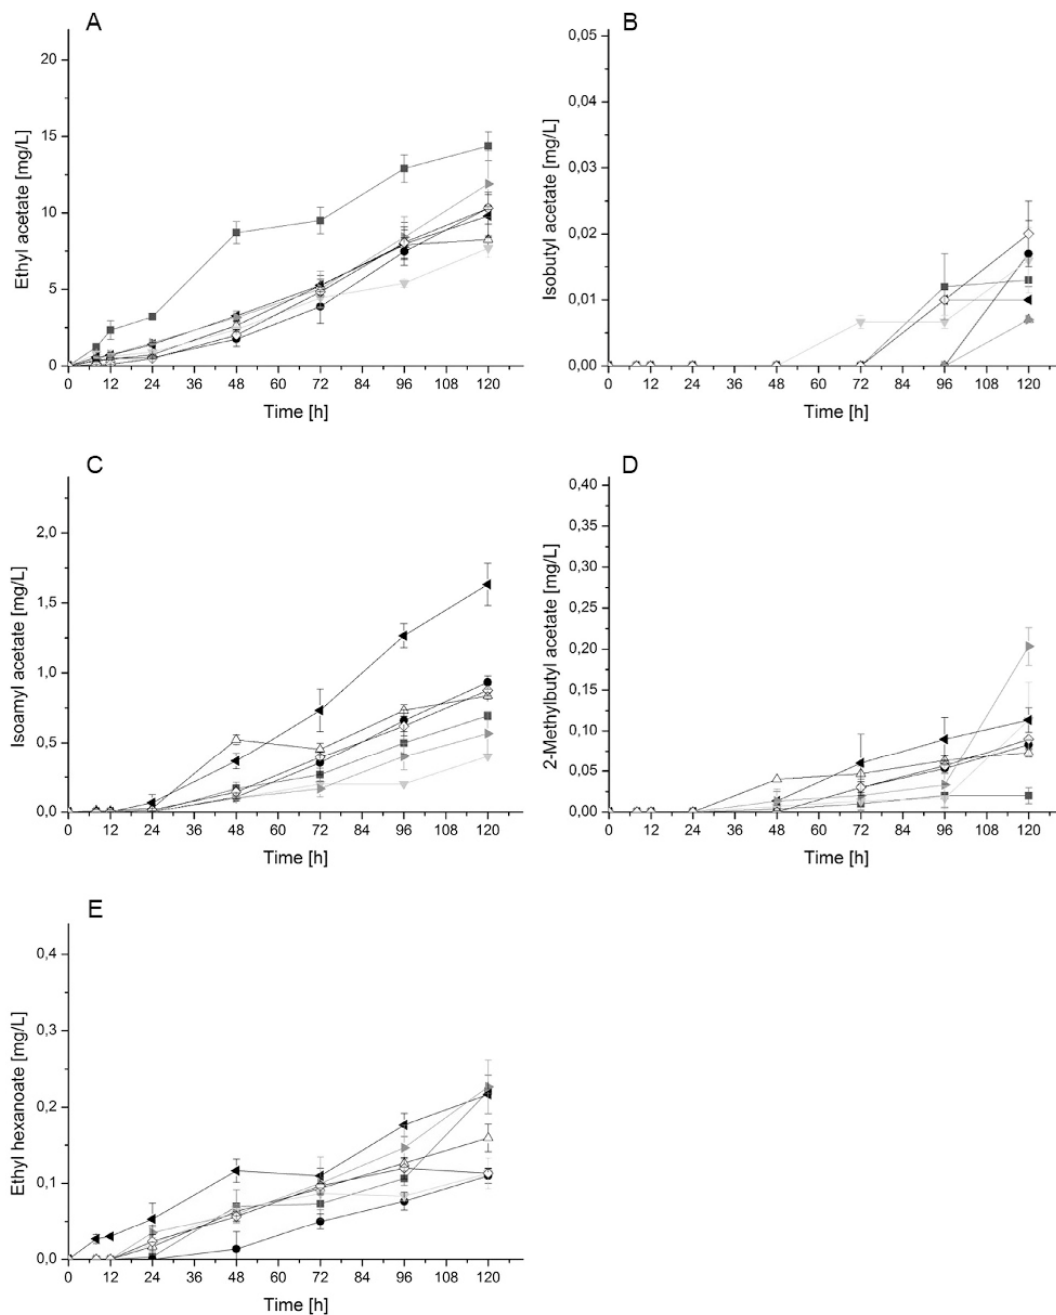 A
Ethyl acetate [mg/L]
20
15
10
5
0
0 12 24 36 48 60 72 84 96 108 120
Time [h]
B
Isobutyl acetate [mg/L]
0,05
0,04
0,03
0,02
0,01
0,00
0 12 24 36 48 60 72 84 96 108 120
Time [h]
C
Isoamyl acetate [mg/L]
2,0
1,5
1,0
0,5
0,0
0 12 24 36 48 60 72 84 96 108 120
Time [h]
D
2-Methylbutyl acetate [mg/L]
0,40
0,35
0,30
0,25
0,20
0,15
0,10
0,05
0,00
0 12 24 36 48 60 72 84 96 108 120
Time [h]
E
Ethyl hexanoate [mg/L]
0,4
0,3
0,2
0,1
0,0
0 12 24 36 48 60 72 84 96 108 120
Time [h]